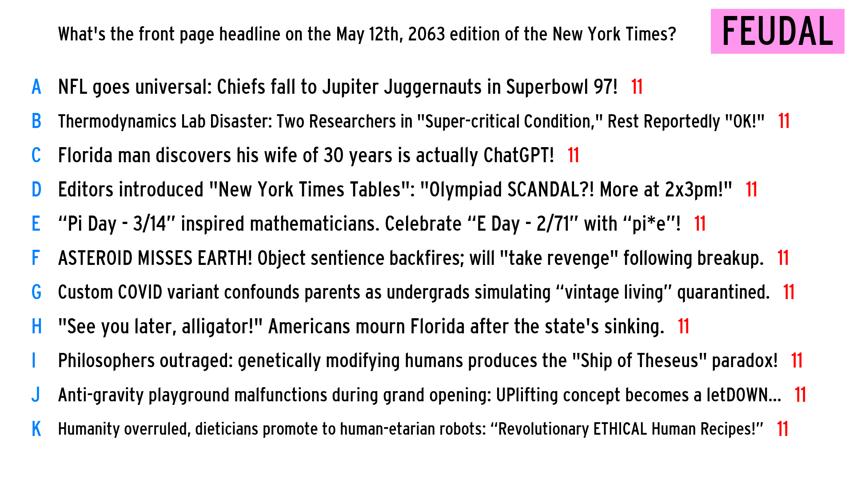 What's the front page headline on the May 12th, 2063 edition of the New York Times?
FEUDAL
A NFL goes universal: Chiefs fall to Jupiter Juggernauts in Superbowl 97! 11
B Thermodynamics Lab Disaster: Two Researchers in "Super-critical Condition," Rest Reportedly "OK!" 11
C Florida man discovers his wife of 30 years is actually ChatGPT! 11
D Editors introduced "New York Times Tables": "Olympiad SCANDAL?! More at 2x3pm!" 11
E “Pi Day - 3/14” inspired mathematicians. Celebrate “E Day - 2/71” with “pi*e”! 11
F ASTEROID MISSES EARTH! Object sentience backfires; will "take revenge" following breakup. 11
G Custom COVID variant confounds parents as undergrads simulating “vintage living” quarantined. 11
H "See you later, alligator!" Americans mourn Florida after the state's sinking. 11
I Philosophers outraged: genetically modifying humans produces the "Ship of Theseus" paradox! 11
J Anti-gravity playground malfunctions during grand opening: UPlifting concept becomes a letDOWN... 11
K Humanity overruled, dieticians promote to human-etarian robots: “Revolutionary ETHICAL Human Recipes!” 11